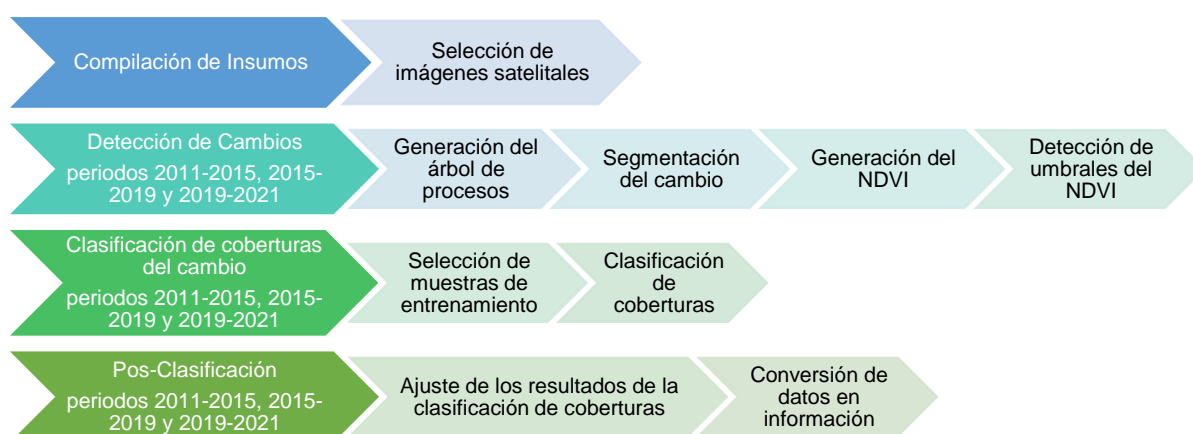 Compilación de Insumos
Selección de
imágenes satelitales
Detección de Cambios
periodos 2011-2015, 2015-
2019 y 2019-2021
Generación del
árbol de
procesos
Segmentación
del cambio
Generación del
NDVI
Detección de
umbrales del
NDVI
Clasificación de coberturas
del cambio
periodos 2011-2015, 2015-
2019 y 2019-2021
Selección de
muestras de
entrenamiento
Clasificación
de
coberturas
Pos-Clasificación
periodos 2011-2015, 2015-
2019 y 2019-2021
Ajuste de los resultados de la
clasificación de coberturas
Conversión de
datos en
información